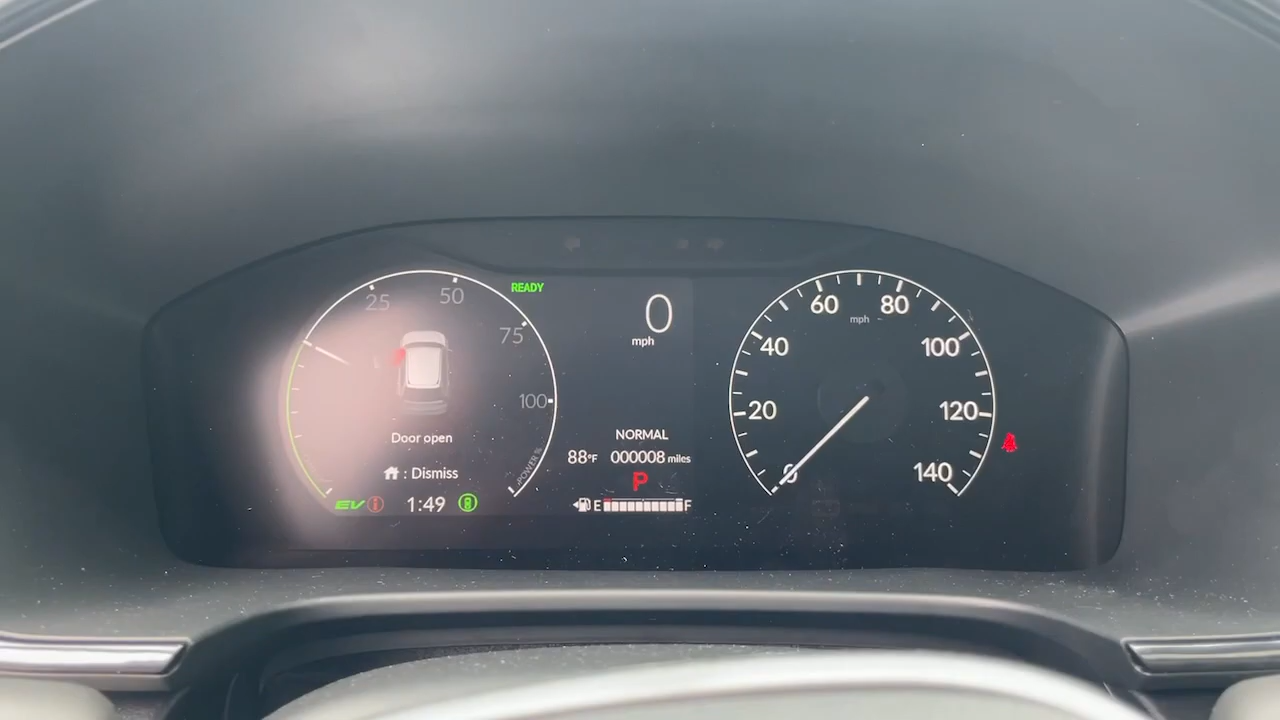 25
50
75
100
POWER %
READY
Door open
: Dismiss
EV
1:49
0
mph
NORMAL
88°F
000008 miles
P
E
F
0
20
40
60
80
100
120
140
mph